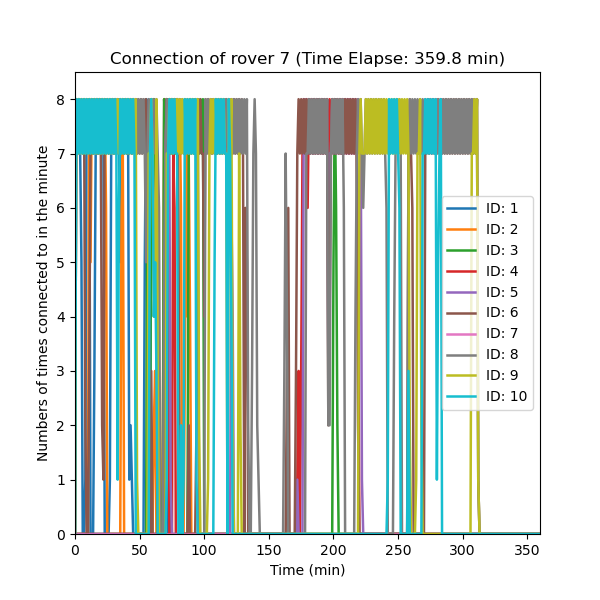 Connection of rover 7 (Time Elapse: 359.8 min)
Numbers of times connected to in the minute
8
7
6
5
4
3
2
1
0
ID: 1
ID: 2
ID: 3
ID: 4
ID: 5
ID: 6
ID: 7
ID: 8
ID: 9
ID: 10
0 50 100 150 200 250 300 350
Time (min)